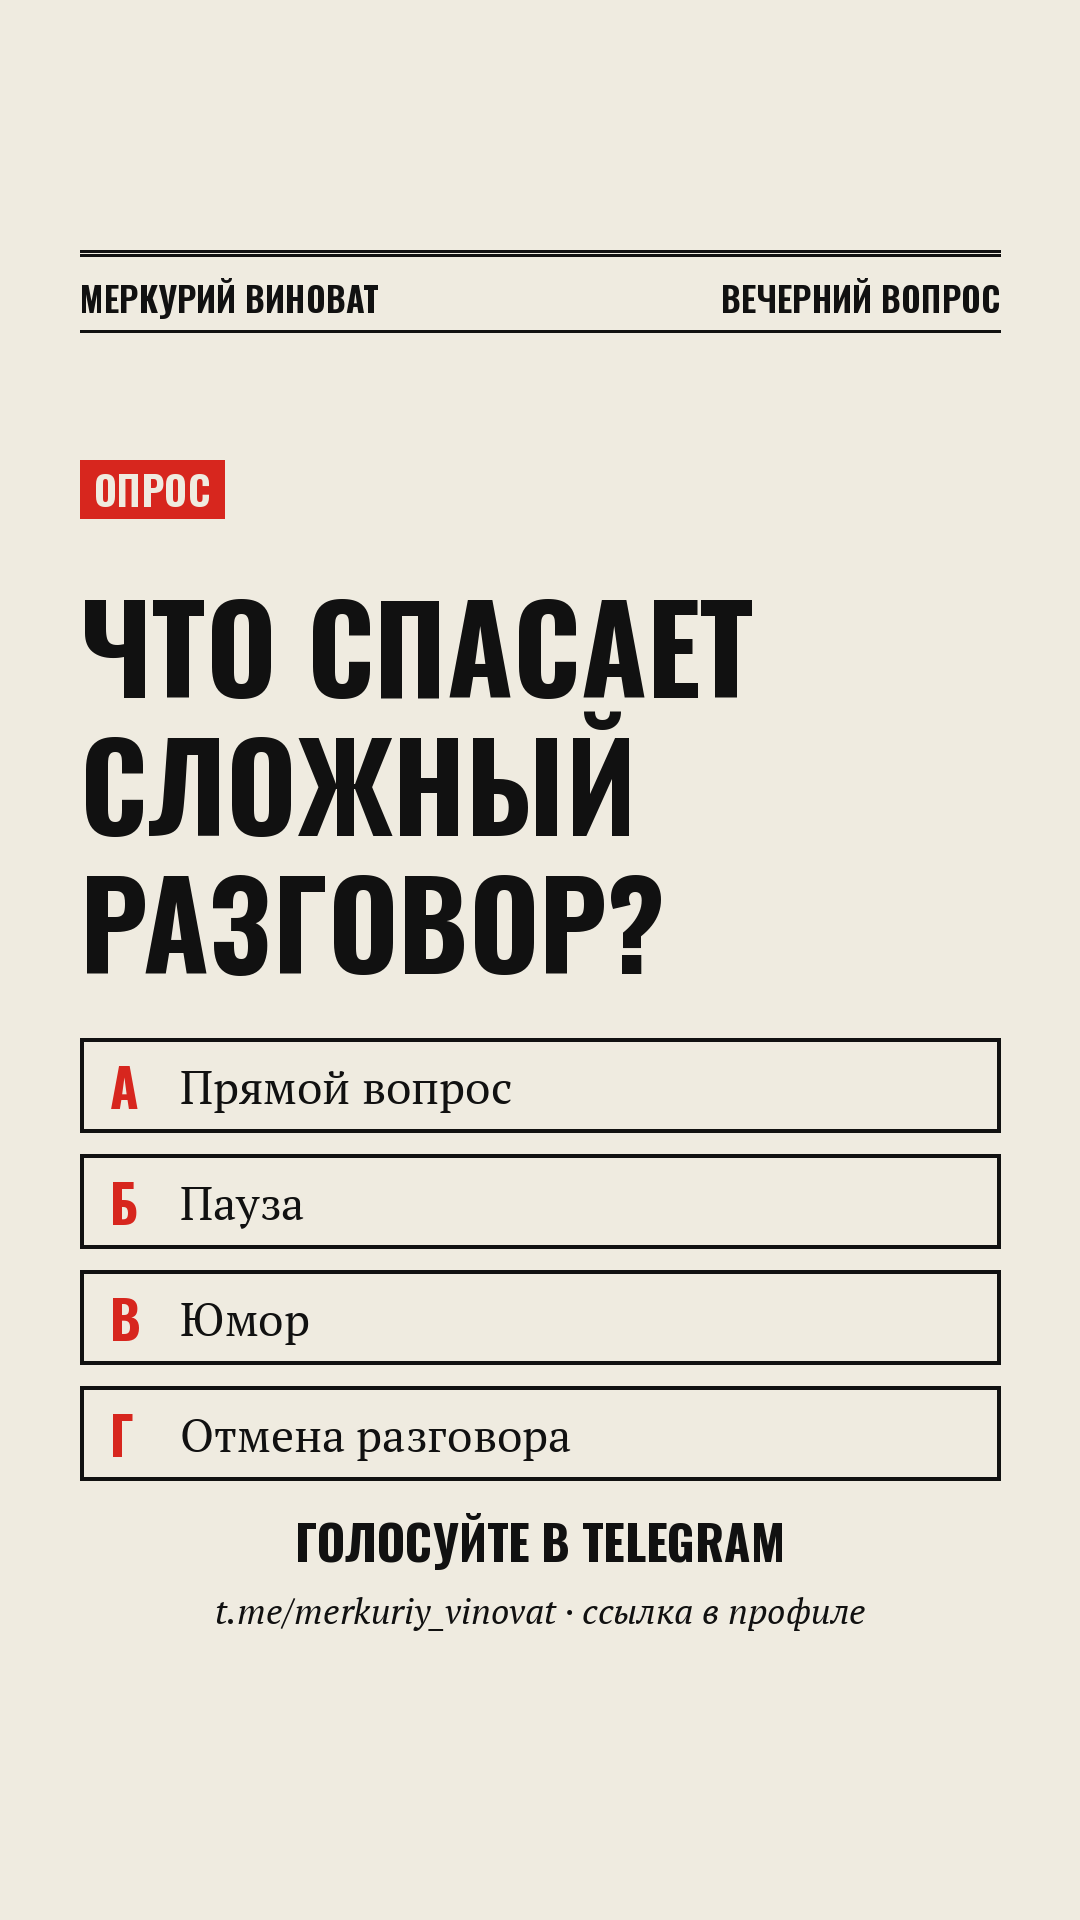 МЕРКУРИЙ ВИНОВАТ
ВЕЧЕРНИЙ ВОПРОС
ОПРОС
ЧТО СПАСАЕТ
СЛОЖНЫЙ
РАЗГОВОР?
А Прямой вопрос
Б Пауза
В Юмор
Г Отмена разговора
ГОЛОСУЙТЕ В TELEGRAM
t.me/merkuriy_vinovat · ссылка в профиле